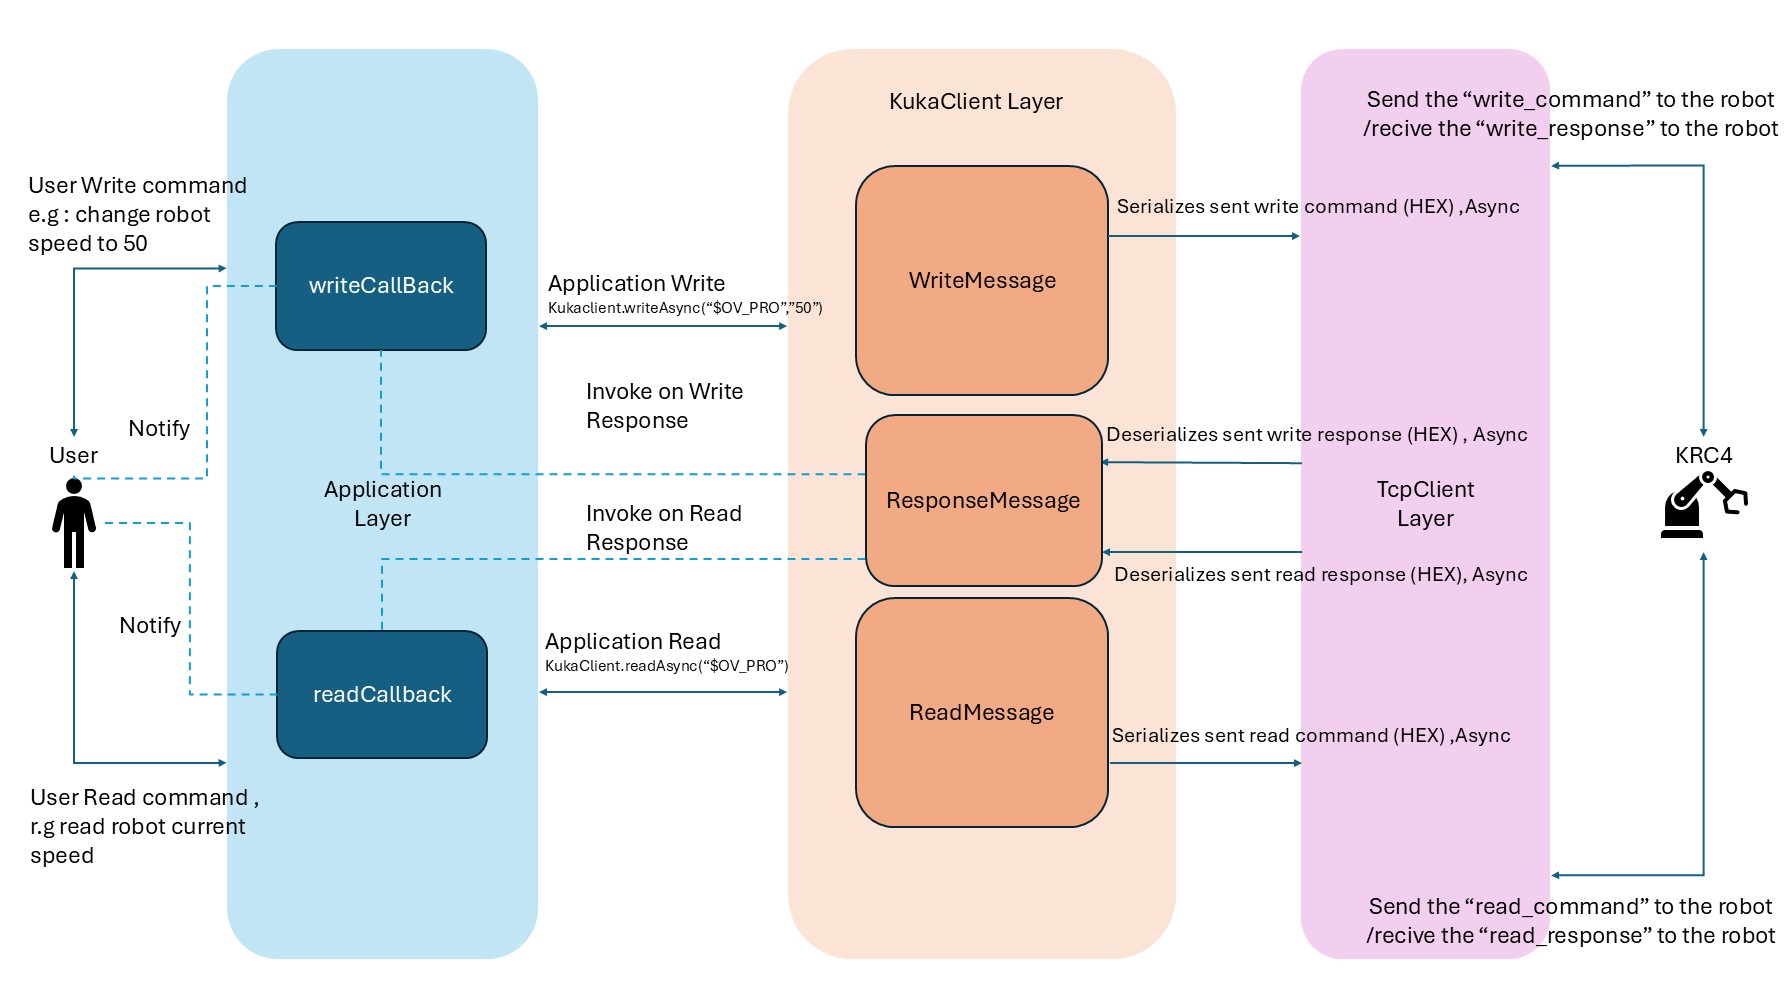 KukaClient Layer
Send the “write_command” to the robot
/recive the “write_response” to the robot
User Write command
e.g : change robot
speed to 50
Serializes sent write command (HEX) ,Async
writeCallBack
Application Write
Kukaclient.writeAsync(“$OV_PRO”,”50”)
WriteMessage
Invoke on Write
Response
Notify
Deserializes sent write response (HEX) , Async
User
KRC4
Application
Layer
ResponseMessage
TcpClient
Layer
Invoke on Read
Response
Deserializes sent read response (HEX), Async
Notify
Application Read
KukaClient.readAsync(“$OV_PRO”)
readCallback
ReadMessage
Serializes sent read command (HEX) ,Async
User Read command ,
r.g read robot current
speed
Send the “read_command” to the robot
/recive the “read_response” to the robot